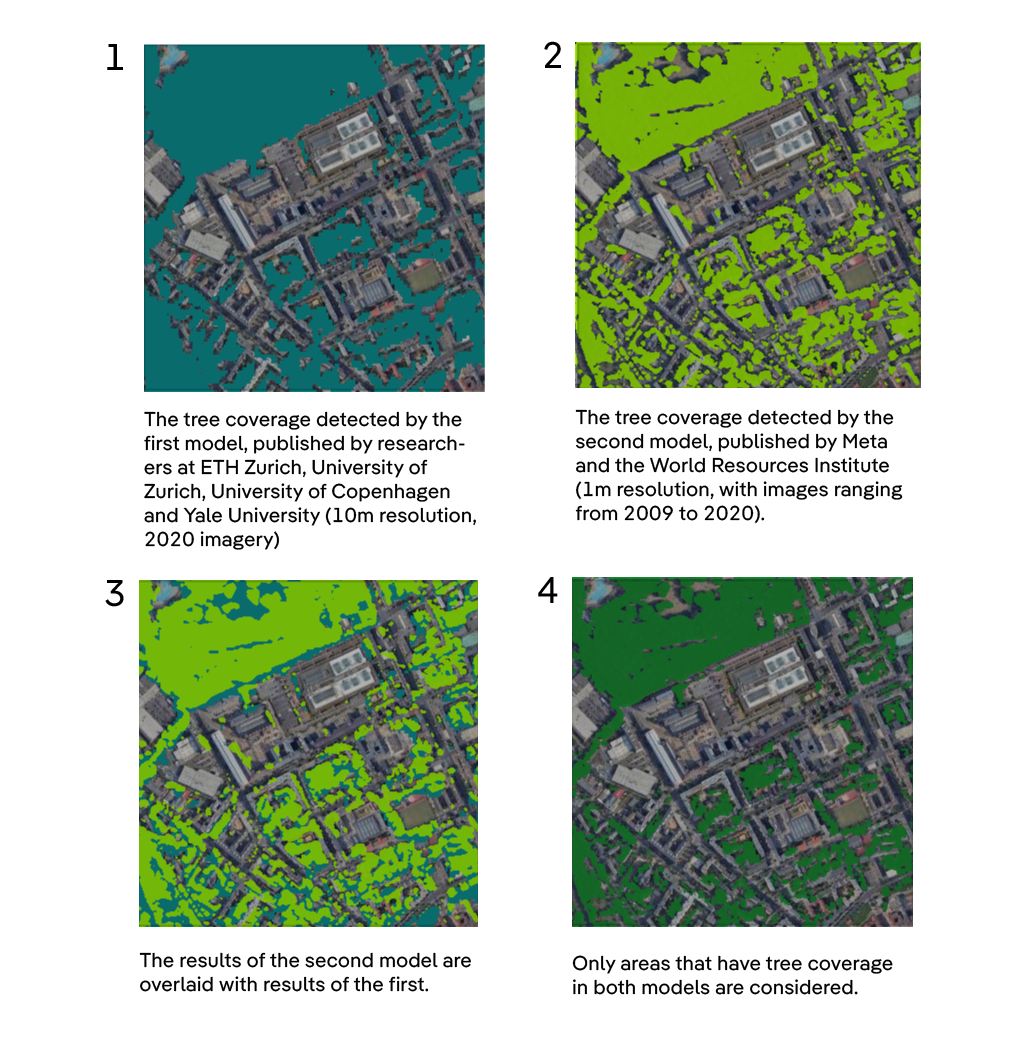 1
The tree coverage detected by the
first model, published by research-
ers at ETH Zurich, University of
Zurich, University of Copenhagen
and Yale University (10m resolution,
2020 imagery)
2
The tree coverage detected by the
second model, published by Meta
and the World Resources Institute
(1m resolution, with images ranging
from 2009 to 2020).
3
The results of the second model are
overlaid with results of the first.
4
Only areas that have tree coverage
in both models are considered.